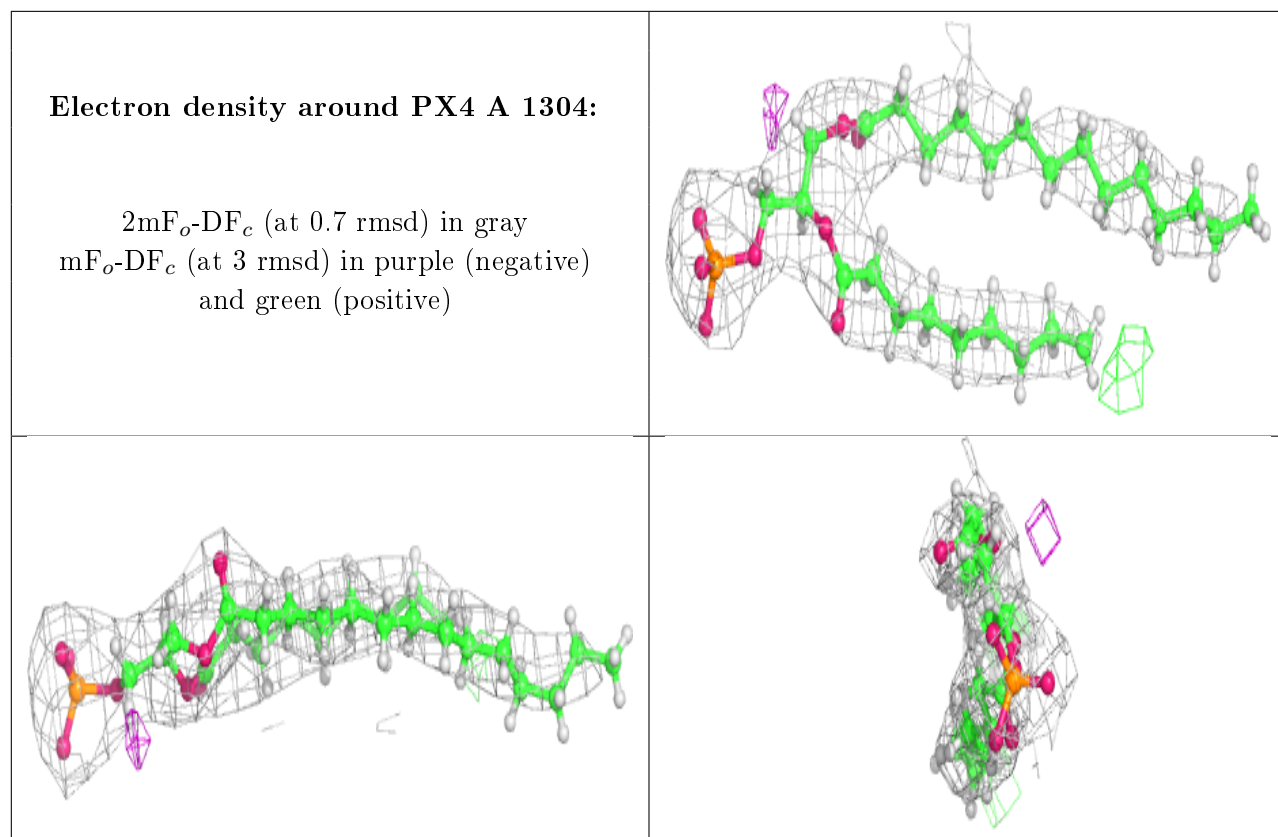 Electron density around PX4 A 1304:
2mFₒ-DF𝒸 (at 0.7 rmsd) in gray
mFₒ-DF𝒸 (at 3 rmsd) in purple (negative)
and green (positive)